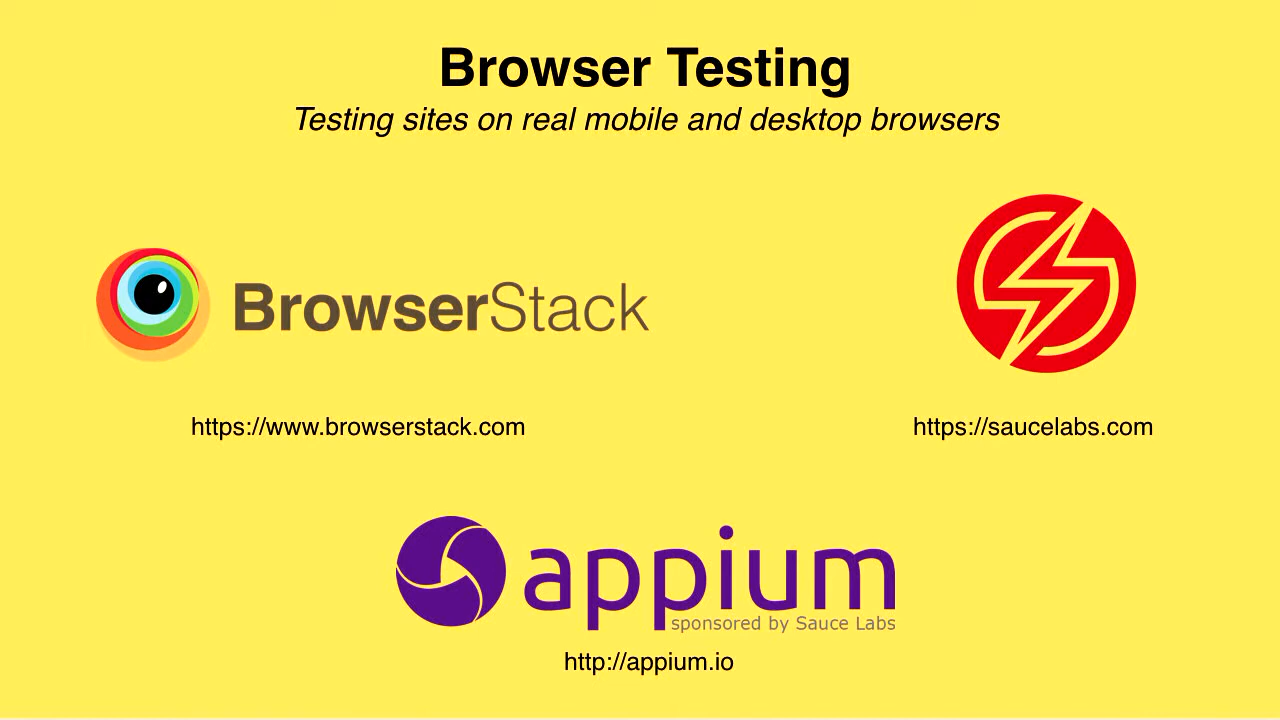 Browser Testing
Testing sites on real mobile and desktop browsers
BrowserStack
https://www.browserstack.com
https://saucelabs.com
appium
sponsored by Sauce Labs
http://appium.io